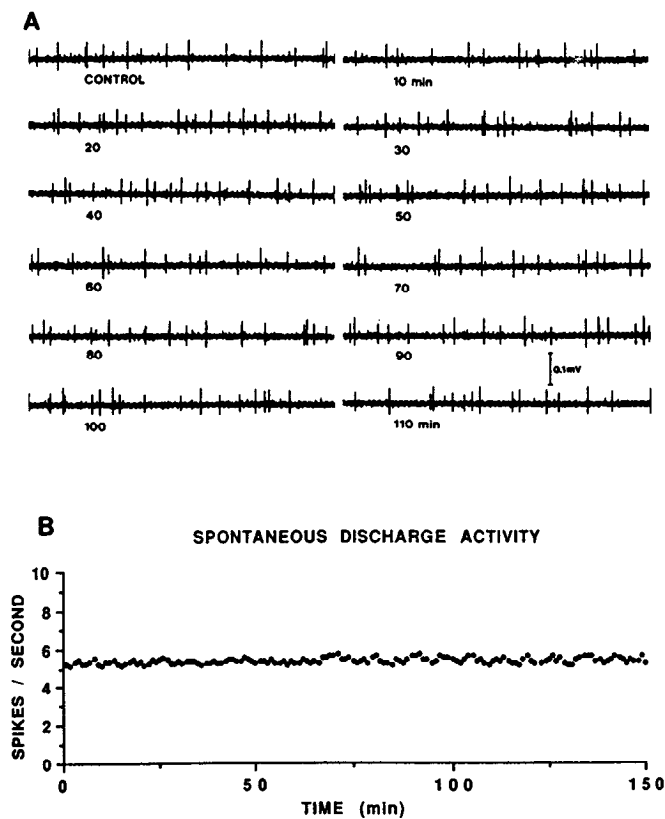 A
CONTROL
10 min
20
30
40
50
60
70
80
90
0.1mV
100
110 min
B
SPONTANEOUS DISCHARGE ACTIVITY
10
8
6
4
2
0
SPIKES / SECOND
0
50
100
150
TIME (min)